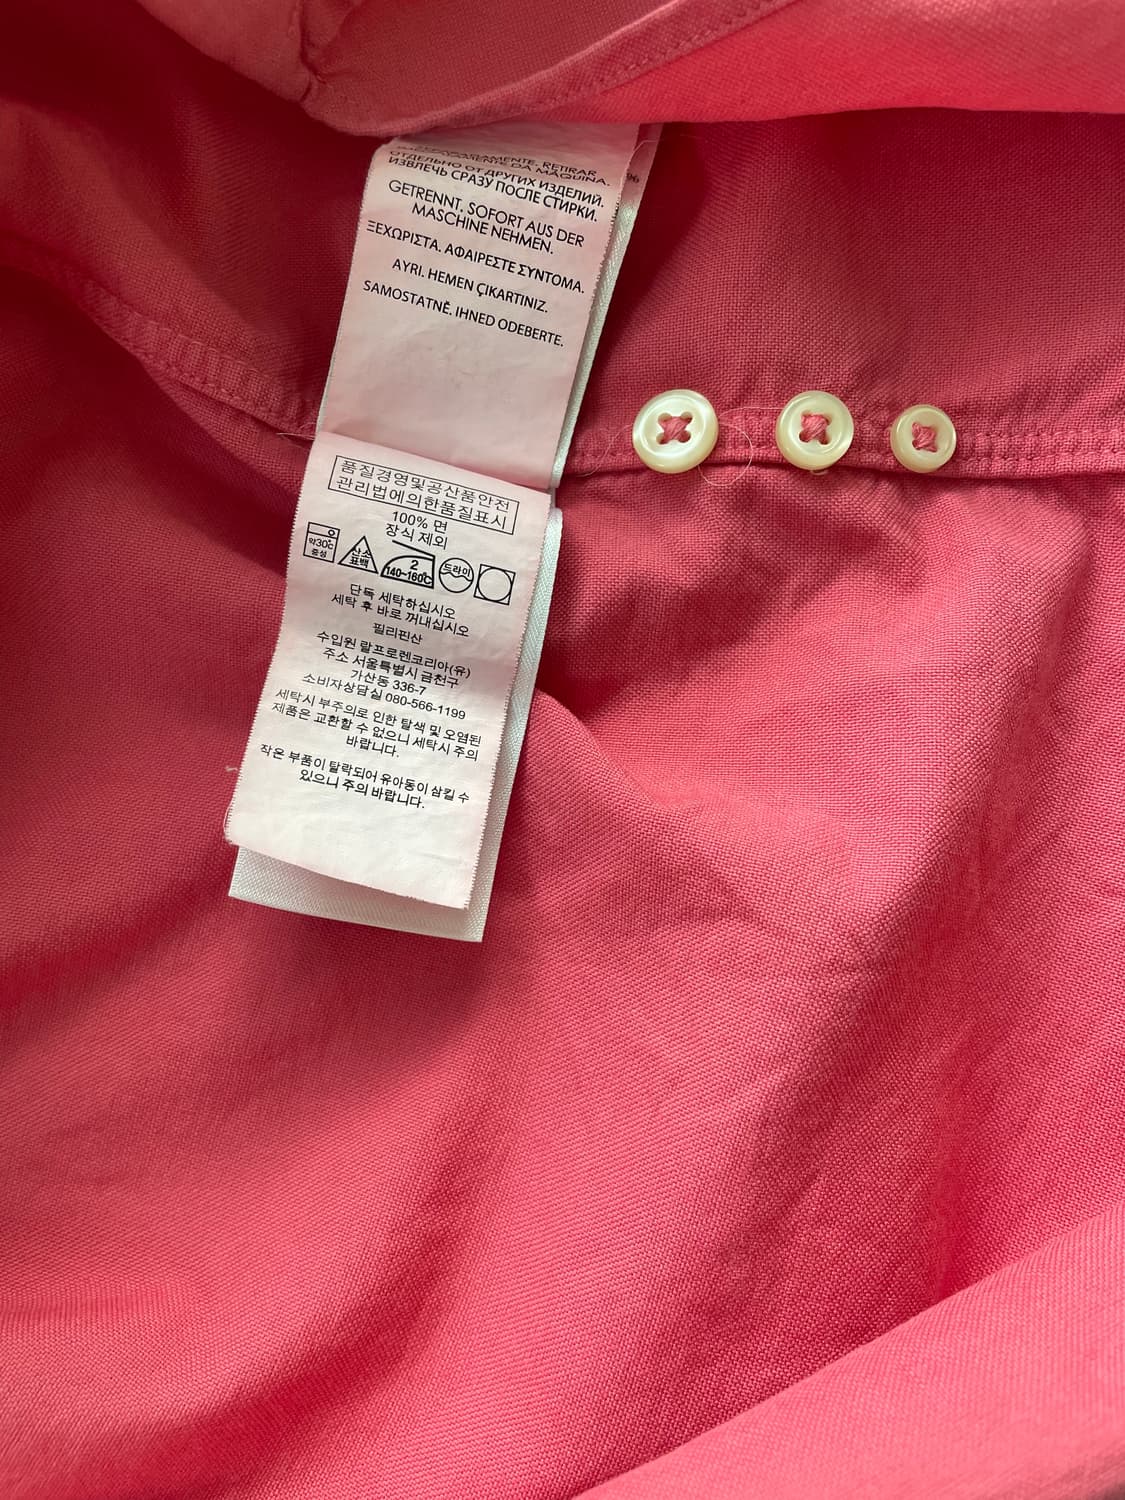 RETIRAR
DA MÁQUINA.
ОТДЕЛЬНО ОТ ДРУГИХ ИЗДЕЛИЙ.
ИЗВЛЕЧЬ СРАЗУ ПОСЛЕ СТИРКИ.
GETRENNT. SOFORT AUS DER
MASCHINE NEHMEN.
ΞΕΧΩΡΙΣΤΑ. ΑΦΑΙΡΕΣΤΕ ΣΥΝΤΟΜΑ.
AYRI. HEMEN ÇIKARTINIZ.
SAMOSTATNĚ. IHNED ODEBERTE.
%
품질경영및공산품안전
관리법에의한품질표시
100% 면
장식 제외
약30℃ 중성 산소 표백 2 140~160℃ 드라이
단독 세탁하십시오
세탁 후 바로 꺼내십시오
필리핀산
수입원 랄프로렌코리아(유)
주소 서울특별시 금천구
가산동 336-7
소비자상담실 080-566-1199
세탁시 부주의로 인한 탈색 및 오염된
제품은 교환할 수 없으니 세탁시 주의
바랍니다.
작은 부품이 탈락되어 유아동이 삼킬 수
있으니 주의 바랍니다.